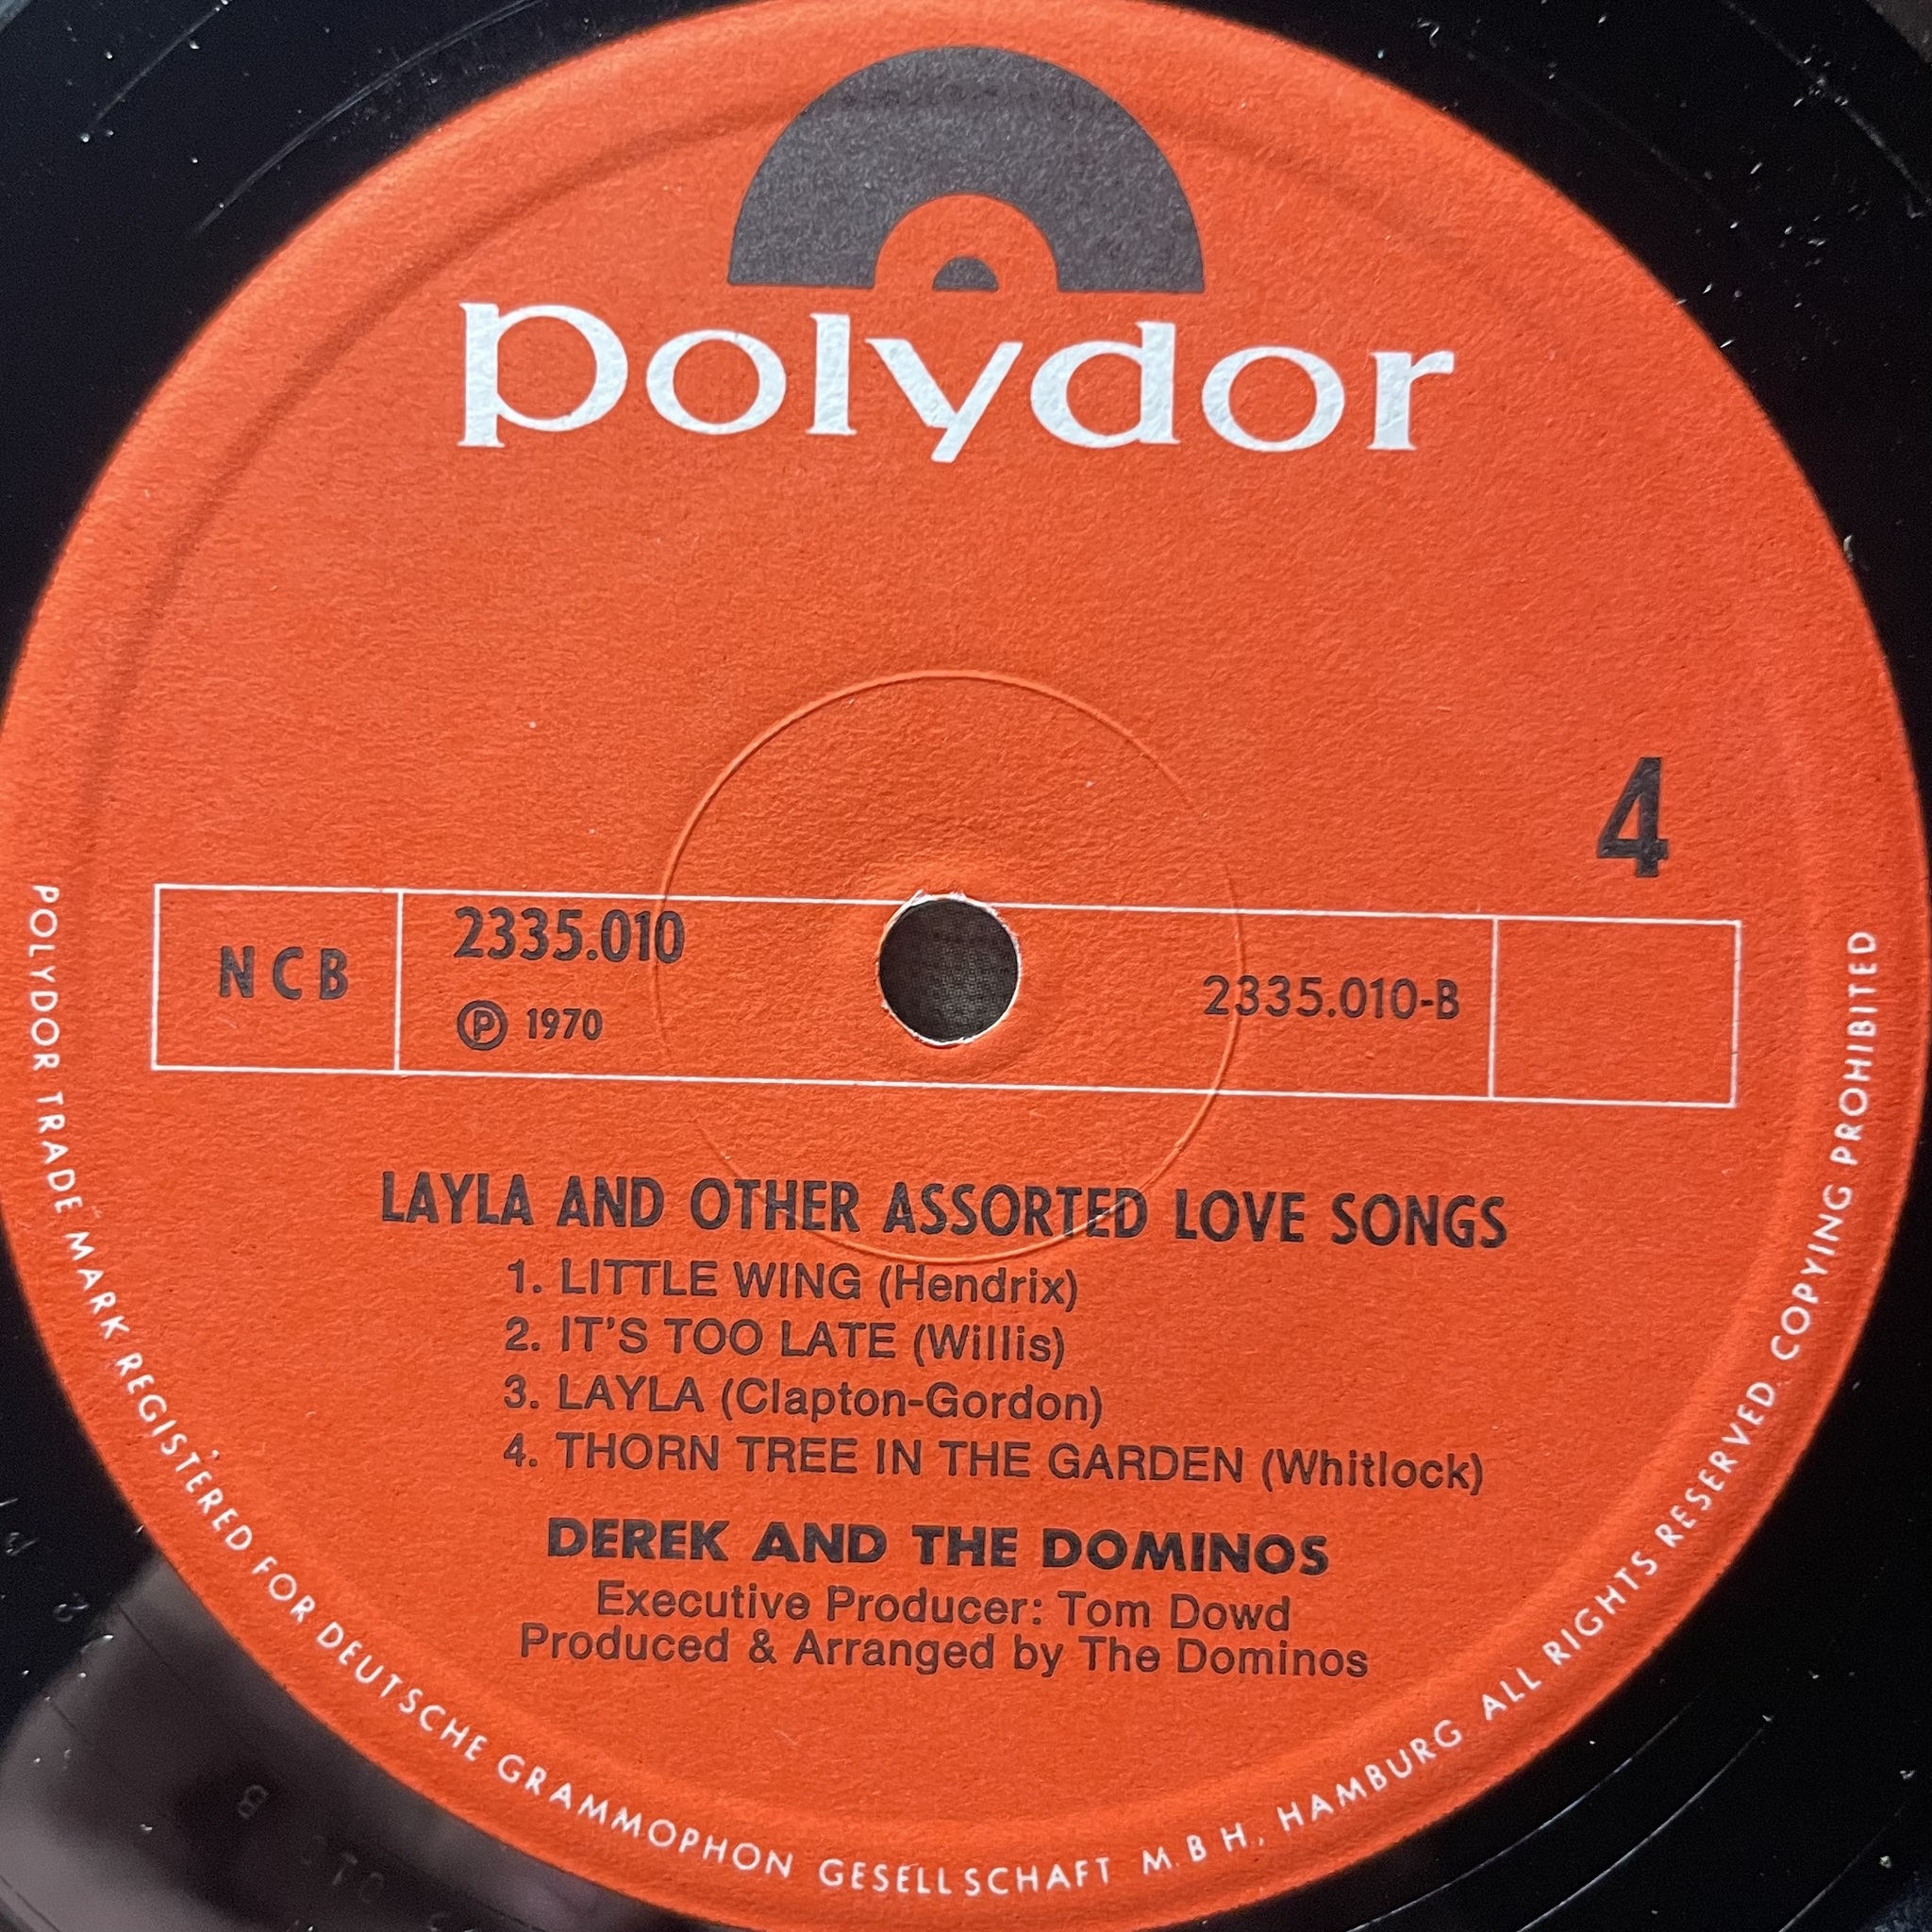 polydor
4
NCB
2335.010
Ⓟ 1970
2335.010-B
LAYLA AND OTHER ASSORTED LOVE SONGS
1. LITTLE WING (Hendrix)
2. IT'S TOO LATE (Willis)
3. LAYLA (Clapton-Gordon)
4. THORN TREE IN THE GARDEN (Whitlock)
DEREK AND THE DOMINOS
Executive Producer: Tom Dowd
Produced & Arranged by The Dominos
POLYDOR TRADE MARK REGISTERED FOR DEUTSCHE GRAMMOPHON GESELLSCHAFT M.B H., HAMBURG. ALL RIGHTS RESERVED. COPYING PROHIBITED